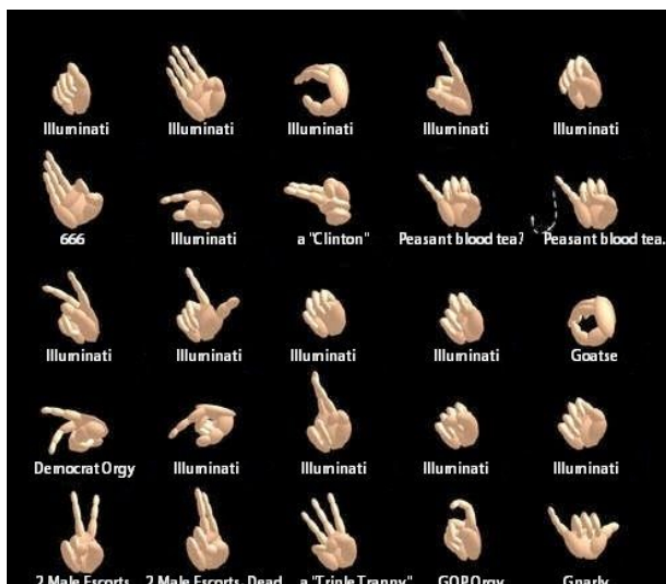 Illuminati Illuminati Illuminati Illuminati Illuminati
666 Illuminati a "Clinton" Peasant blood tea? Peasant blood tea.
Illuminati Illuminati Illuminati Illuminati Goatse
Democrat Orgy Illuminati Illuminati Illuminati Illuminati
2 Male Escorts 2 Male Escorts, Dead a "Triple Tranny" GOP Orgy Gnarly